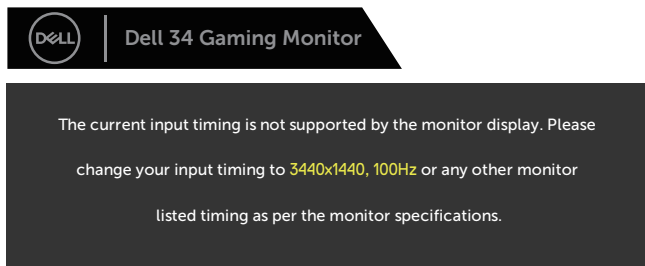 DELL
Dell 34 Gaming Monitor
The current input timing is not supported by the monitor display. Please
change your input timing to 3440x1440, 100Hz or any other monitor
listed timing as per the monitor specifications.